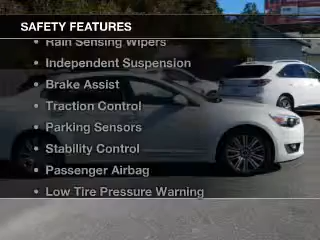 SAFETY FEATURES
• Rain Sensing Wipers
• Independent Suspension
• Brake Assist
• Traction Control
• Parking Sensors
• Stability Control
• Passenger Airbag
• Low Tire Pressure Warning